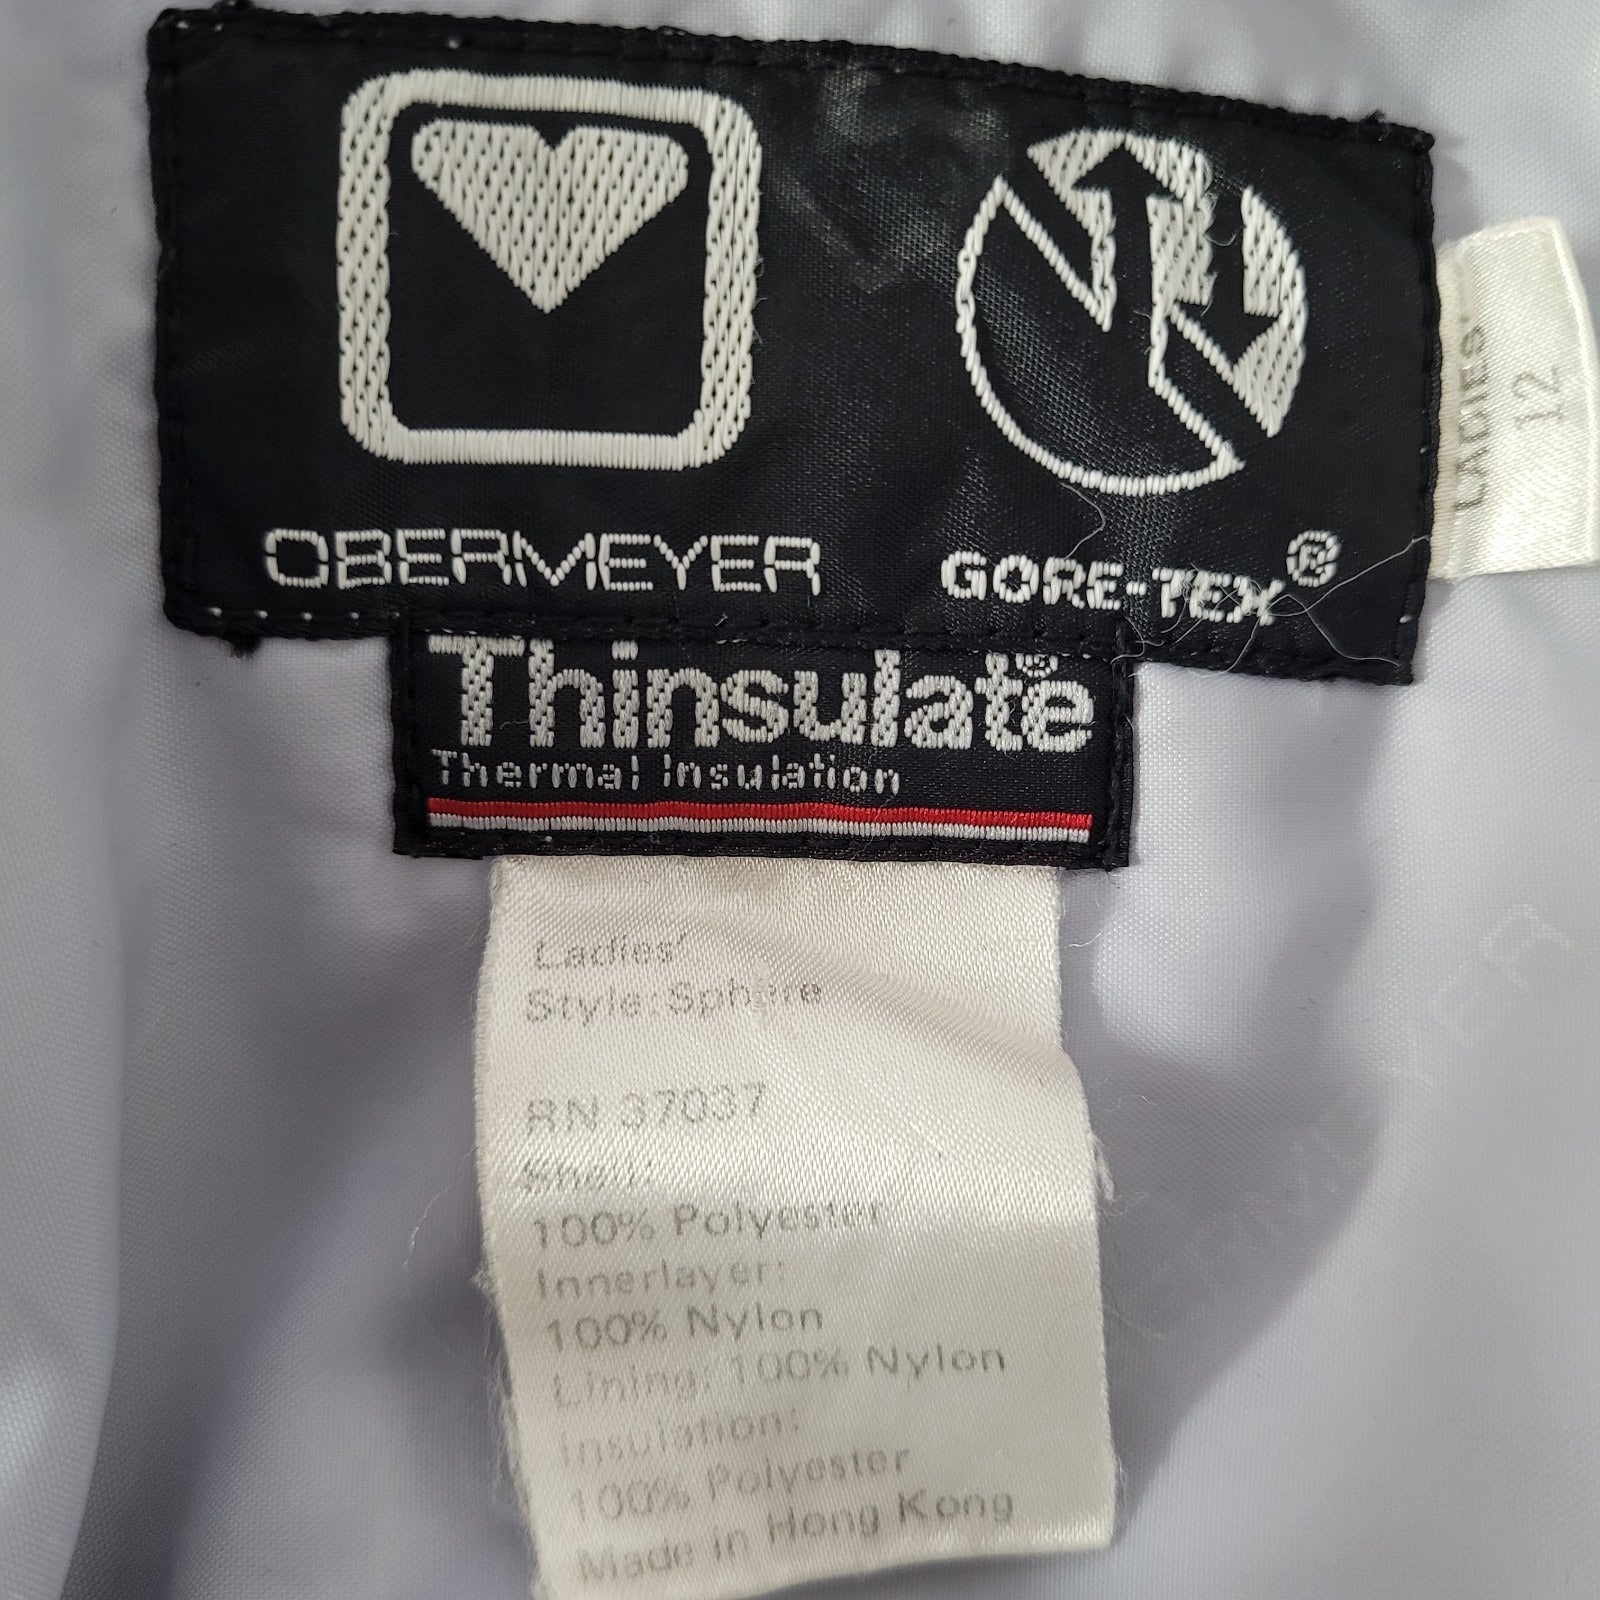 OBERMEYER
GORE-TEX®
LADIES'
12
Thinsulate®
Thermal Insulation
Ladies'
Style: Sphere
RN 37037
Shell:
100% Polyester
Innerlayer:
100% Nylon
Lining: 100% Nylon
Insulation:
100% Polyester
Made in Hong Kong
ERMEYER